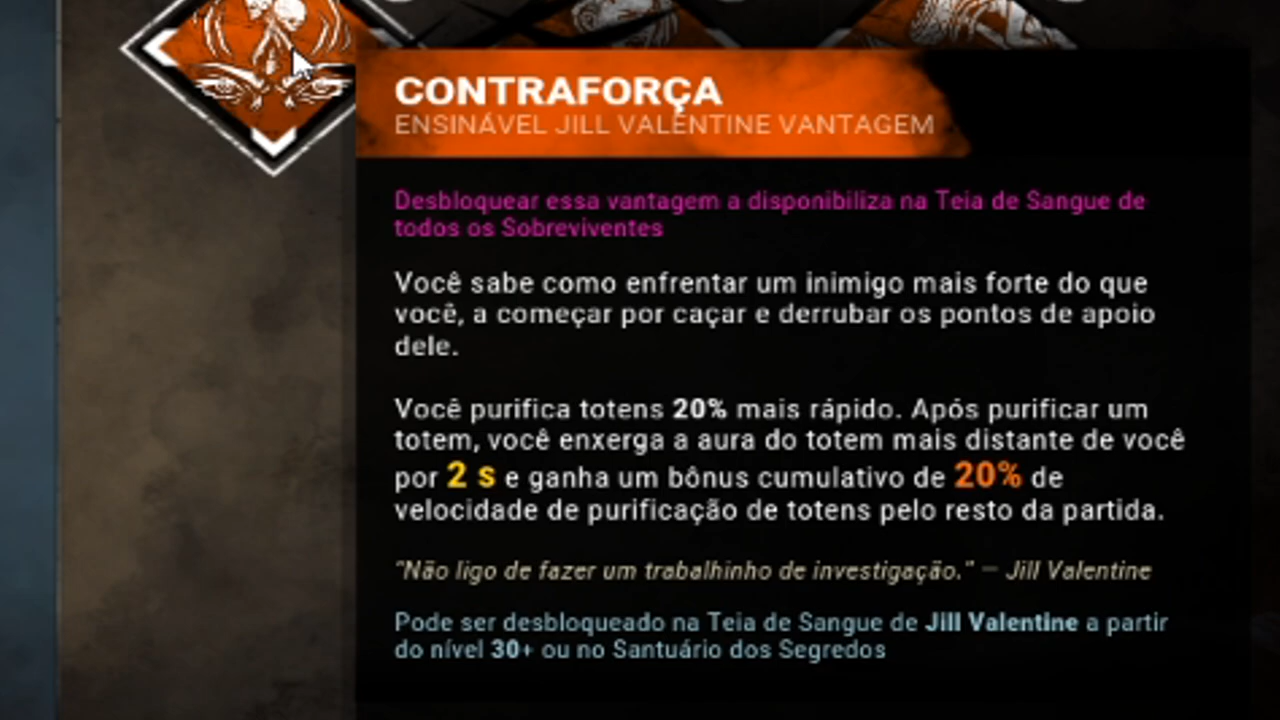 CONTRAFORÇA
ENSINÁVEL JILL VALENTINE VANTAGEM
Desbloquear essa vantagem a disponibiliza na Teia de Sangue de
todos os Sobreviventes
Você sabe como enfrentar um inimigo mais forte do que
você, a começar por caçar e derrubar os pontos de apoio
dele.
Você purifica totens 20% mais rápido. Após purificar um
totem, você enxerga a aura do totem mais distante de você
por 2 s e ganha um bônus cumulativo de 20% de
velocidade de purificação de totens pelo resto da partida.
"Não ligo de fazer um trabalhinho de investigação." — Jill Valentine
Pode ser desbloqueado na Teia de Sangue de Jill Valentine a partir
do nível 30+ ou no Santuário dos Segredos